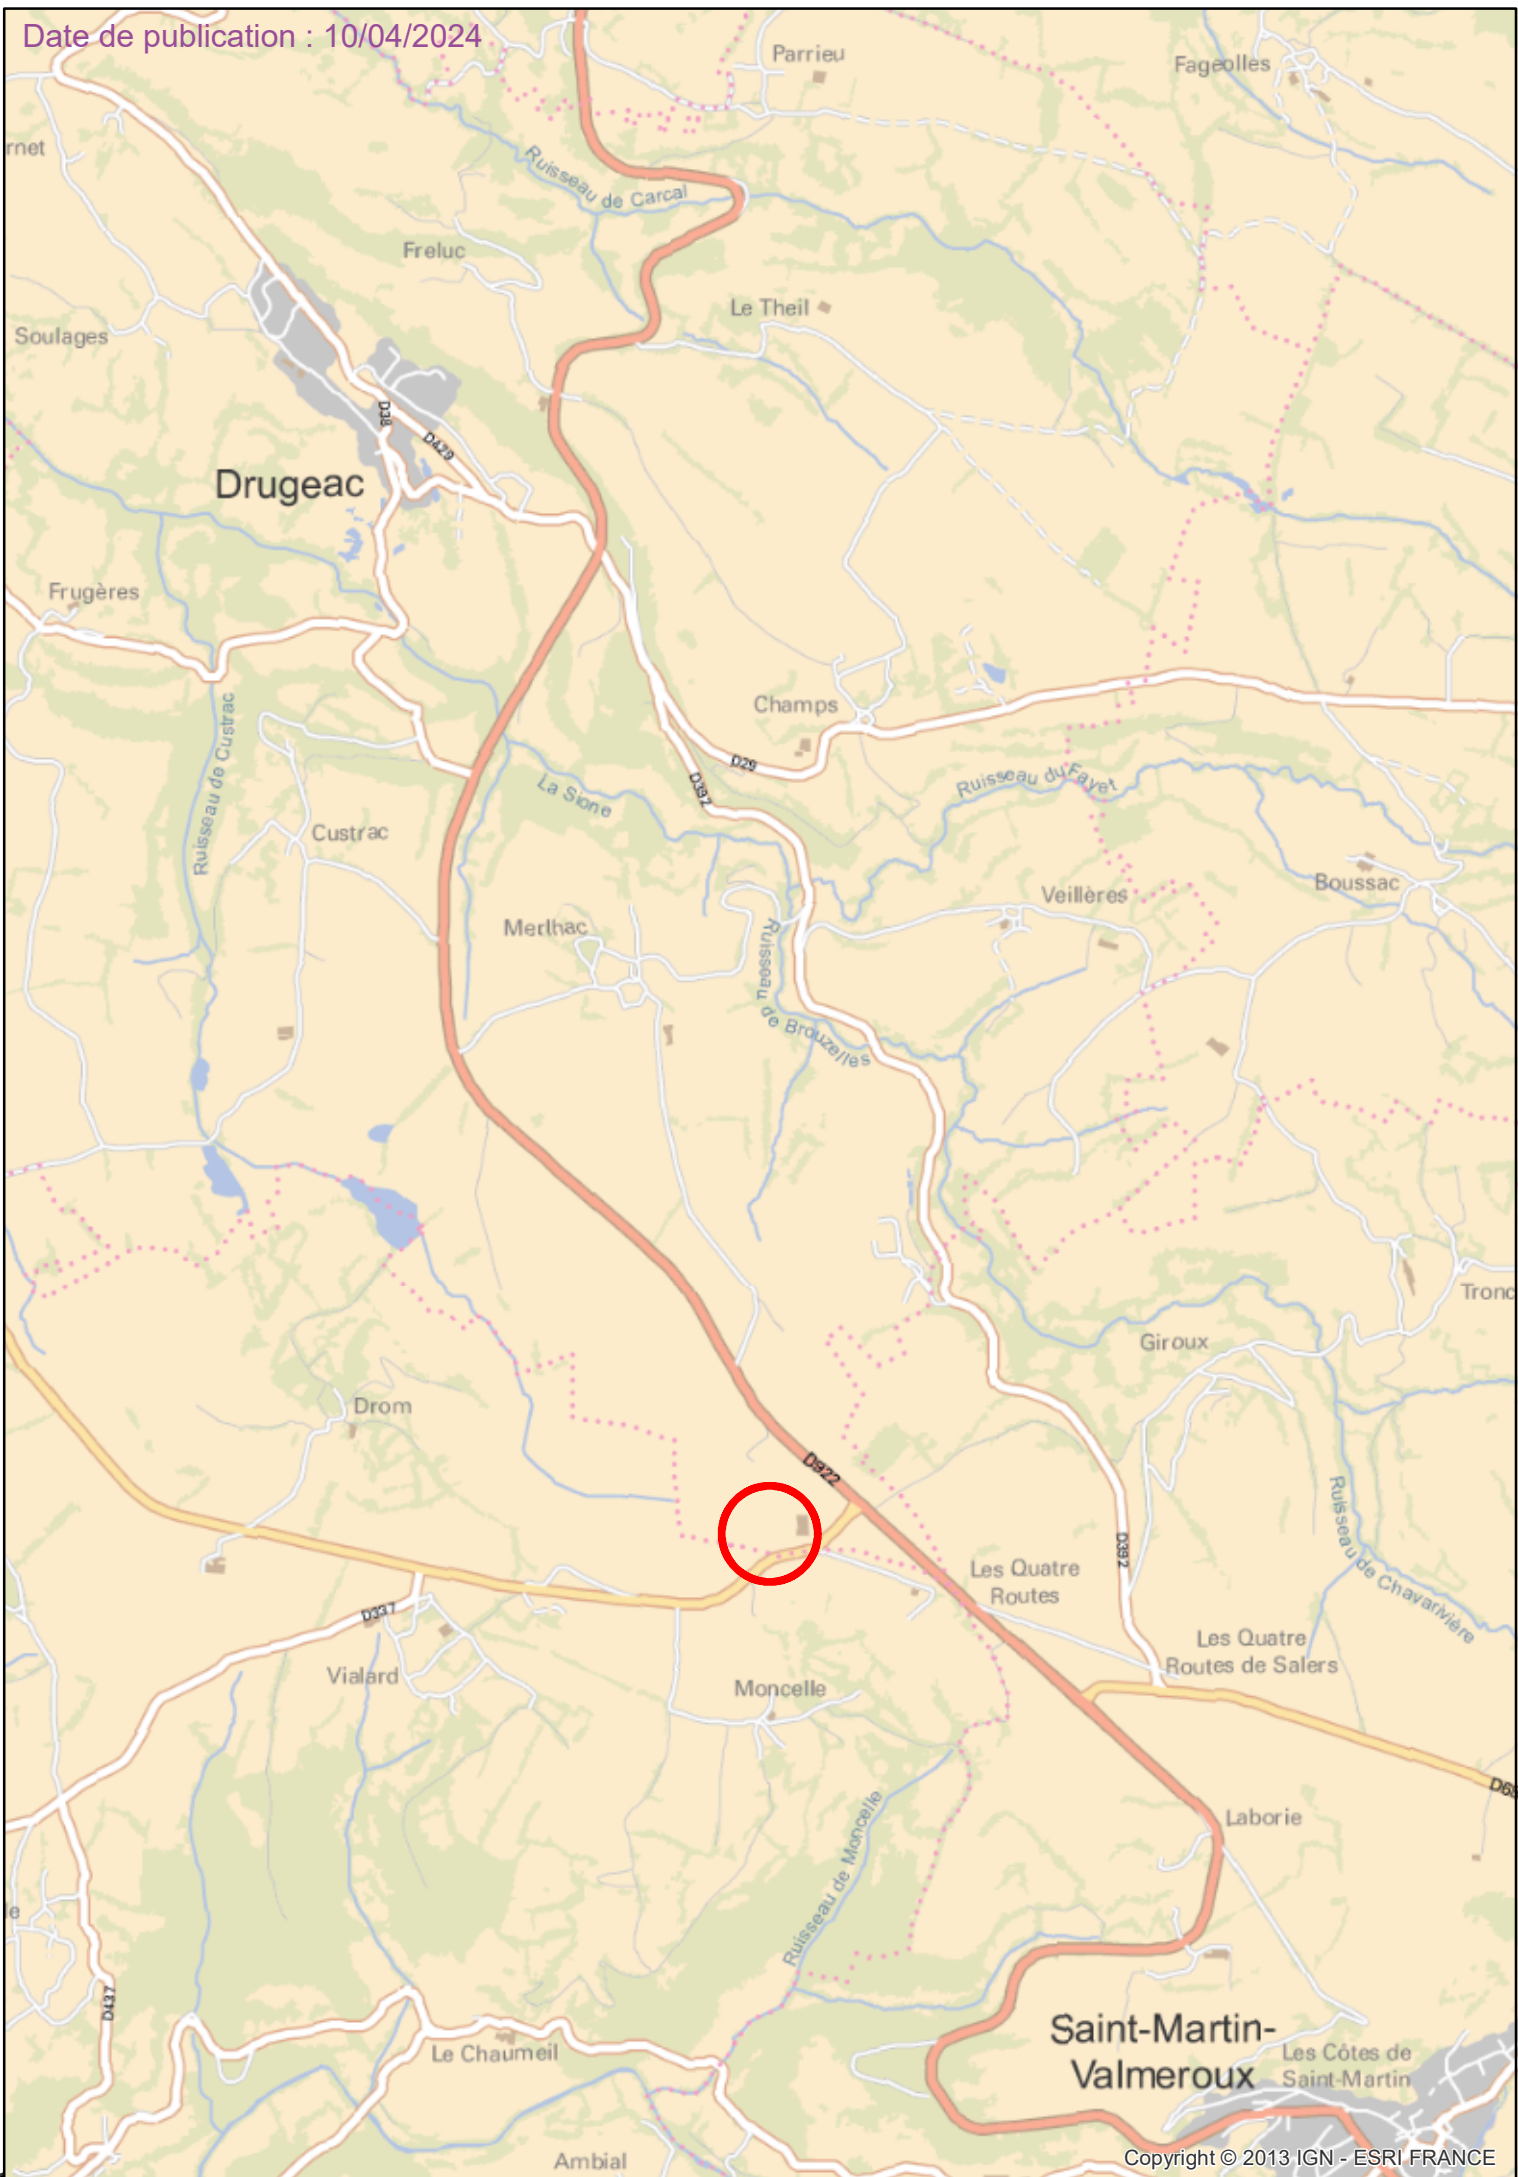 Date de publication : 10/04/2024
Parrieu
Fageolles
rnet
Ruisseau de Carcal
Freluc
Le Theil
Soulages
D38
D429
Drugeac
Frugères
Ruisseau de Custrac
Champs
D29
D392
La Sione
Ruisseau du Fayet
Custrac
Boussac
Veillères
Merlhac
Ruisseau de Brouzelles
Tronc
Giroux
Drom
D922
Ruisseau de Chavarivière
D392
Les Quatre
Routes
D337
Les Quatre
Routes de Salers
Vialard
Moncelle
D68
Laborie
Ruisseau de Moncelle
le
D437
Saint-Martin-
Valmeroux
Les Côtes de
Saint-Martin
Le Chaumeil
Ambial
Copyright © 2013 IGN - ESRI FRANCE